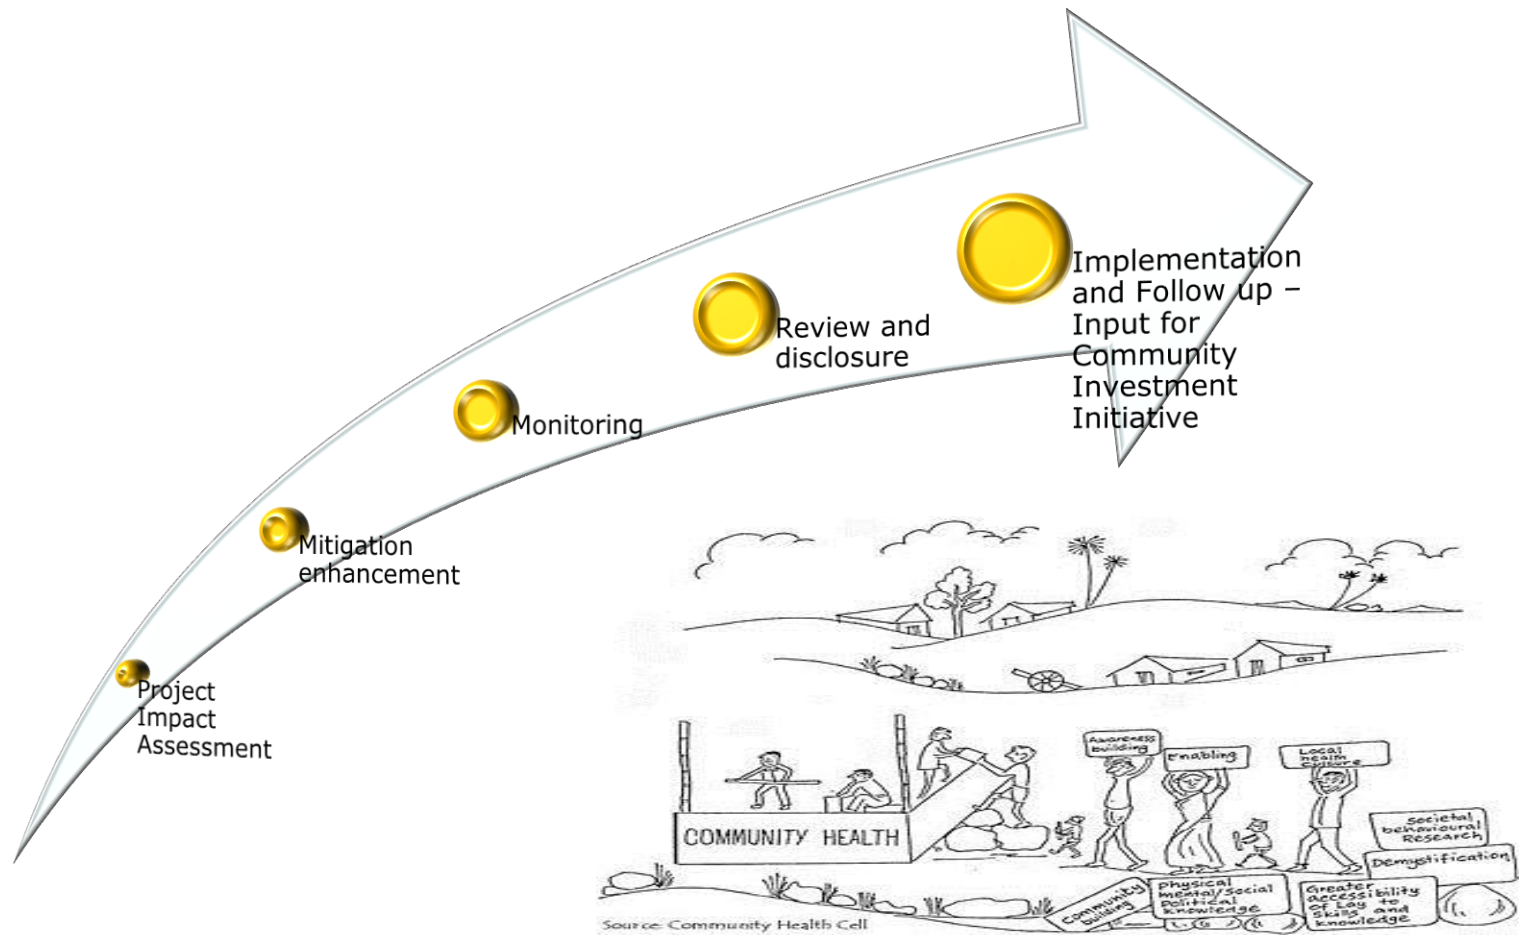 Implementation
and Follow up –
Input for
Community
Investment
Initiative
Review and
disclosure
Monitoring
Mitigation
enhancement
Project
Impact
Assessment
Awareness
building
Enabling
Local
health
culture
COMMUNITY HEALTH
Societal
behavioural
Research
Demystification
Community
building
Physical
mental/social
Political
knowledge
Greater
accessibility
of Lay to
skills and
knowledge
Source: Community Health Cell